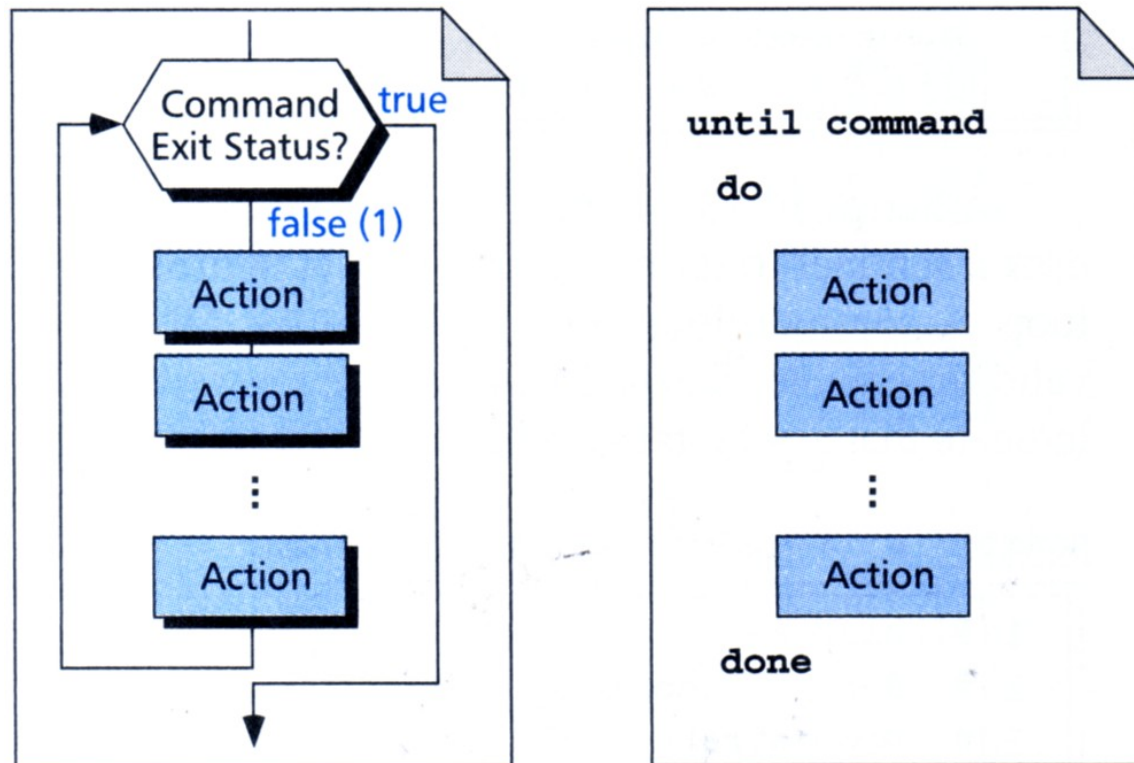 Command
Exit Status?
true
false (1)
Action
Action
Action
until command
do
Action
Action
Action
done